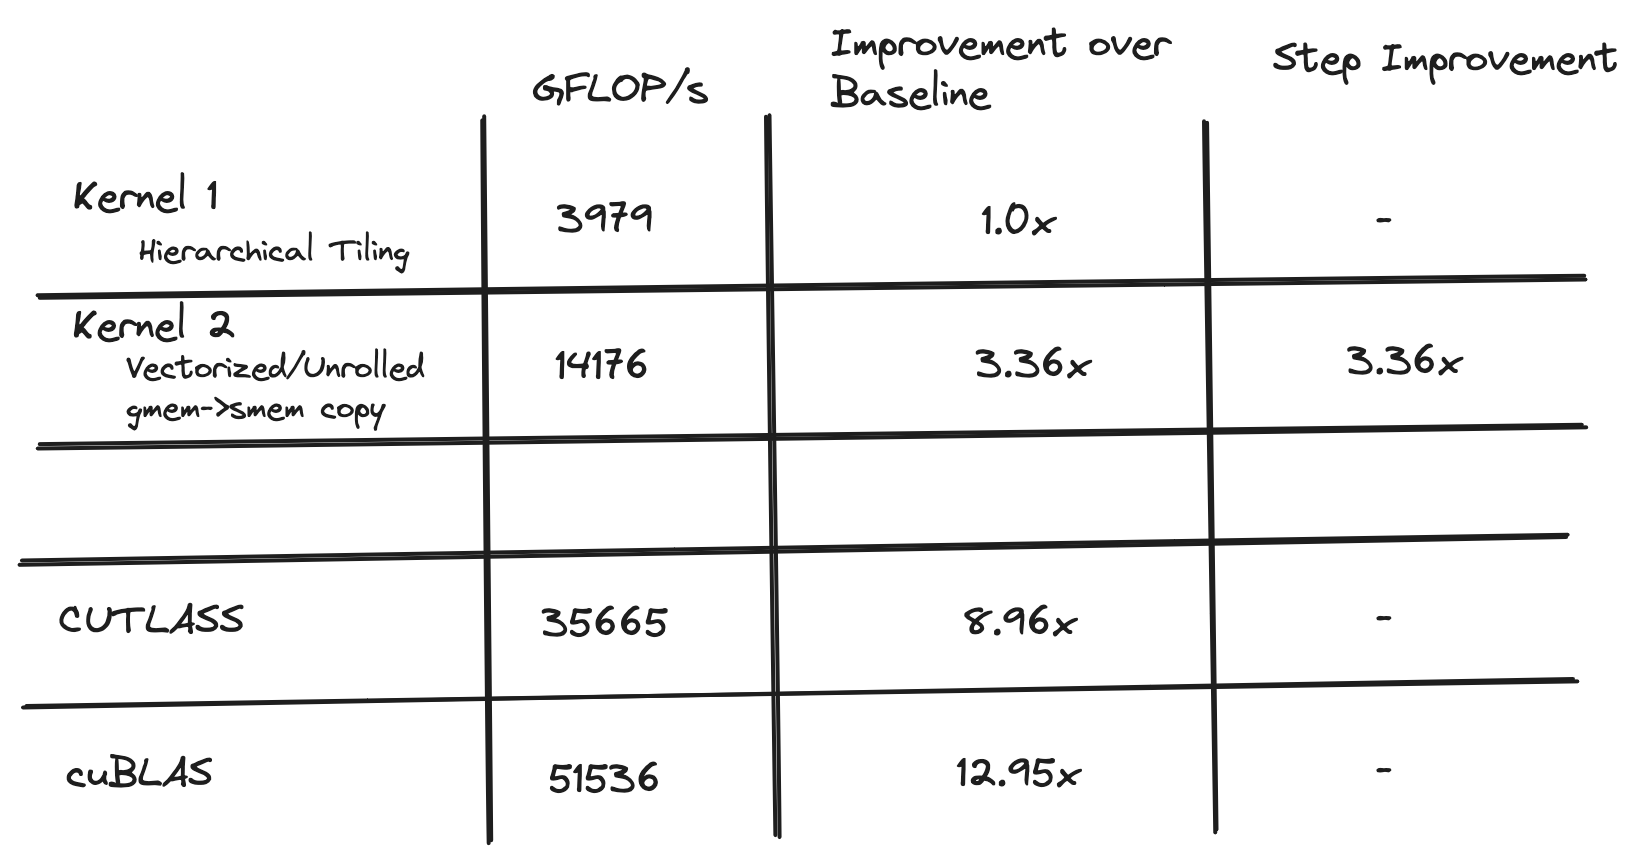 GFLOP/s
Improvement over
Baseline
Step Improvement
Kernel 1
Hierarchical Tiling
3979
1.0x
-
Kernel 2
Vectorized/Unrolled
gmem->smem copy
14176
3.36x
3.36x
CUTLASS
35665
8.96x
-
cuBLAS
51536
12.95x
-